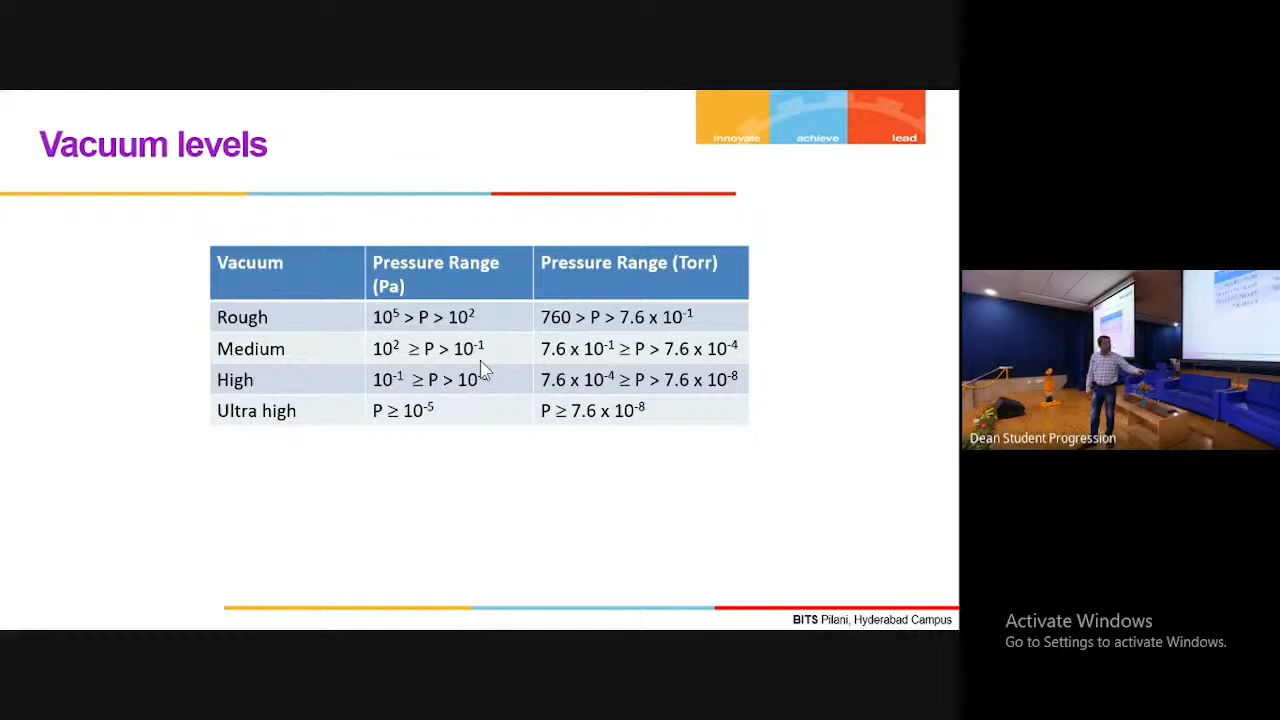 innovate achieve lead
Vacuum levels
Vacuum Pressure Range (Pa) Pressure Range (Torr)
Rough 10⁵ > P > 10² 760 > P > 7.6 x 10⁻¹
Medium 10² ≥ P > 10⁻¹ 7.6 x 10⁻¹ ≥ P > 7.6 x 10⁻⁴
High 10⁻¹ ≥ P > 10 7.6 x 10⁻⁴ ≥ P > 7.6 x 10⁻⁸
Ultra high P ≥ 10⁻⁵ P ≥ 7.6 x 10⁻⁸
Dean Student Progression
BITS Pilani, Hyderabad Campus
Activate Windows
Go to Settings to activate Windows.